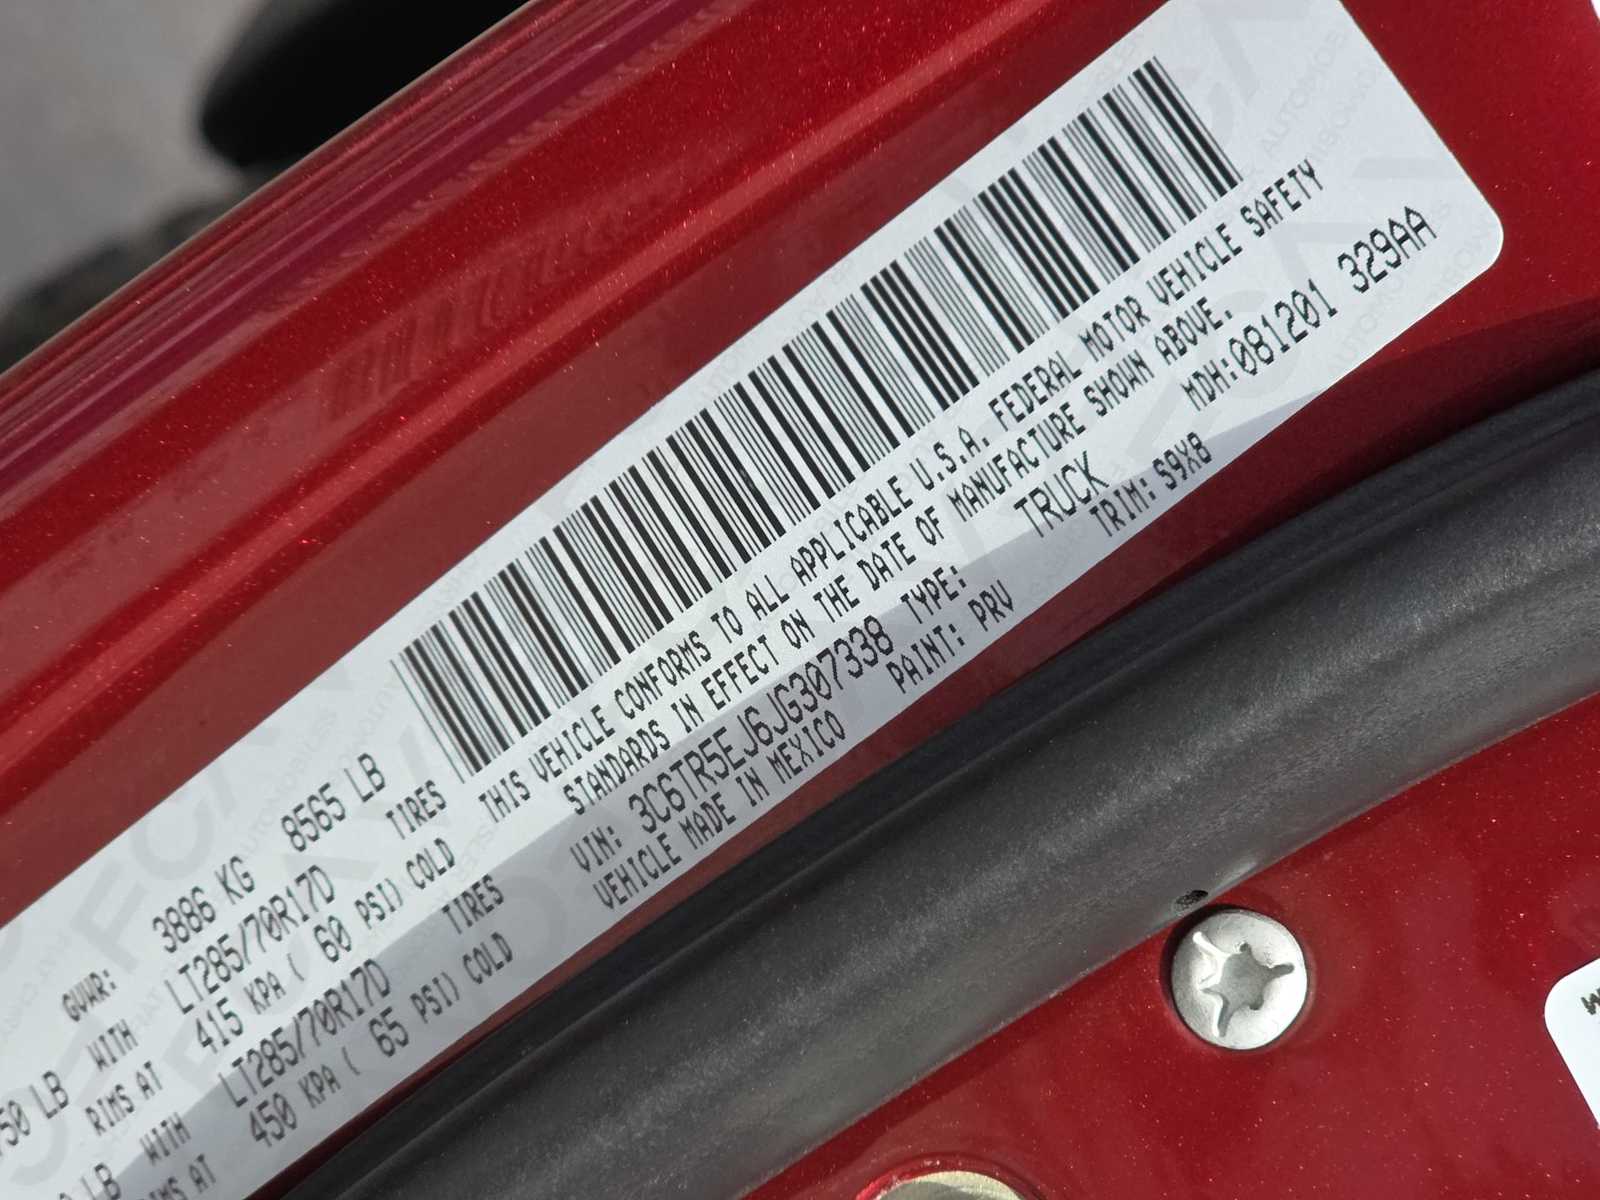 GVWR: 3886 KG 8565 LB
50 LB WITH LT285/70R17D TIRES
RIMS AT 415 KPA ( 60 PSI) COLD
LB WITH LT285/70R17D TIRES
RIMS AT 450 KPA ( 65 PSI) COLD
THIS VEHICLE CONFORMS TO ALL APPLICABLE U.S.A. FEDERAL MOTOR VEHICLE SAFETY
STANDARDS IN EFFECT ON THE DATE OF MANUFACTURE SHOWN ABOVE.
MDH:081201 329AA
VIN: 3C6TR5EJ6JG307338 TYPE: TRUCK
VEHICLE MADE IN MEXICO PAINT: PRV TRIM: S9X8